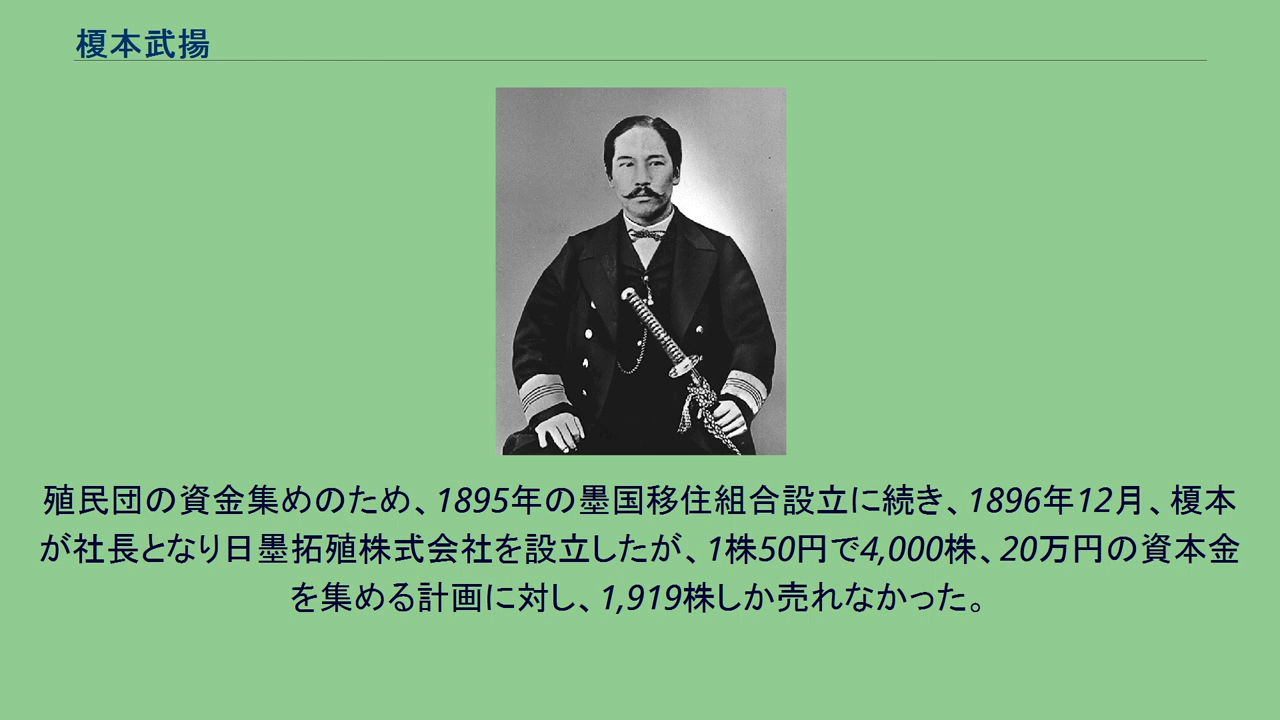 榎本武揚
殖民団の資金集めのため、1895年の墨国移住組合設立に続き、1896年12月、榎本
が社長となり日墨拓殖株式会社を設立したが、1株50円で4,000株、20万円の資本金
を集める計画に対し、1,919株しか売れなかった。